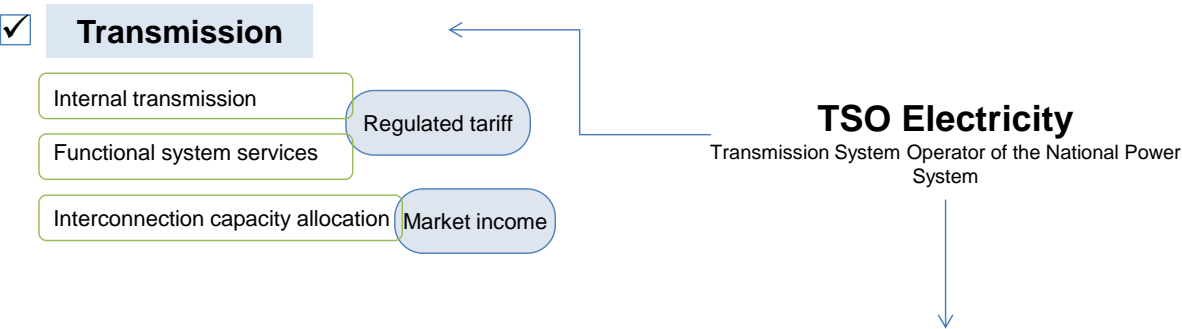 Transmission
Internal transmission
Regulated tariff
Functional system services
Interconnection capacity allocation
Market income
TSO Electricity
Transmission System Operator of the National Power
System